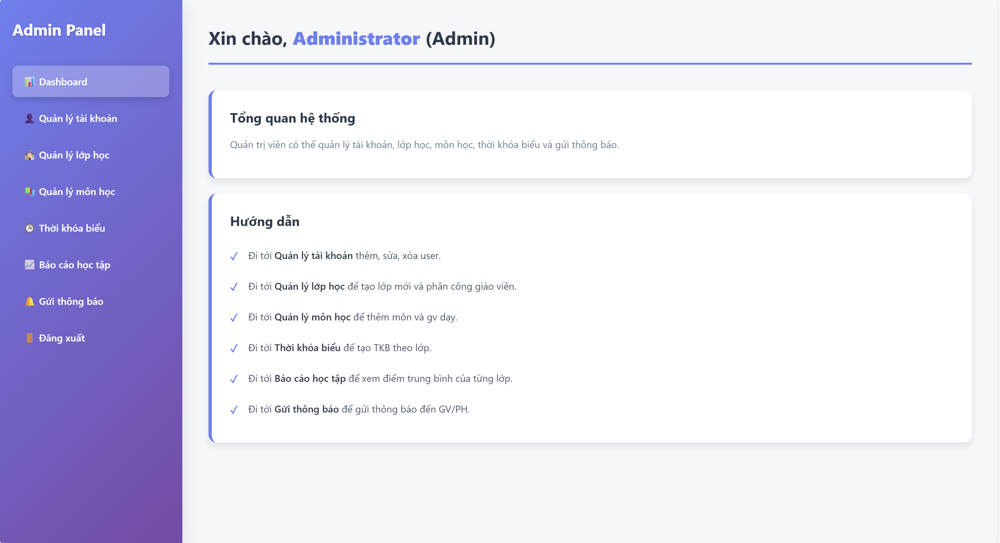 Admin Panel
Dashboard
Quản lý tài khoản
Quản lý lớp học
Quản lý môn học
Thời khóa biểu
Báo cáo học tập
Gửi thông báo
Đăng xuất
Xin chào, Administrator (Admin)
Tổng quan hệ thống
Quản trị viên có thể quản lý tài khoản, lớp học, môn học, thời khóa biểu và gửi thông báo.
Hướng dẫn
Đi tới Quản lý tài khoản thêm, sửa, xóa user.
Đi tới Quản lý lớp học để tạo lớp mới và phân công giáo viên.
Đi tới Quản lý môn học để thêm môn và gv dạy.
Đi tới Thời khóa biểu để tạo TKB theo lớp.
Đi tới Báo cáo học tập để xem điểm trung bình của từng lớp.
Đi tới Gửi thông báo để gửi thông báo đến GV/PH.